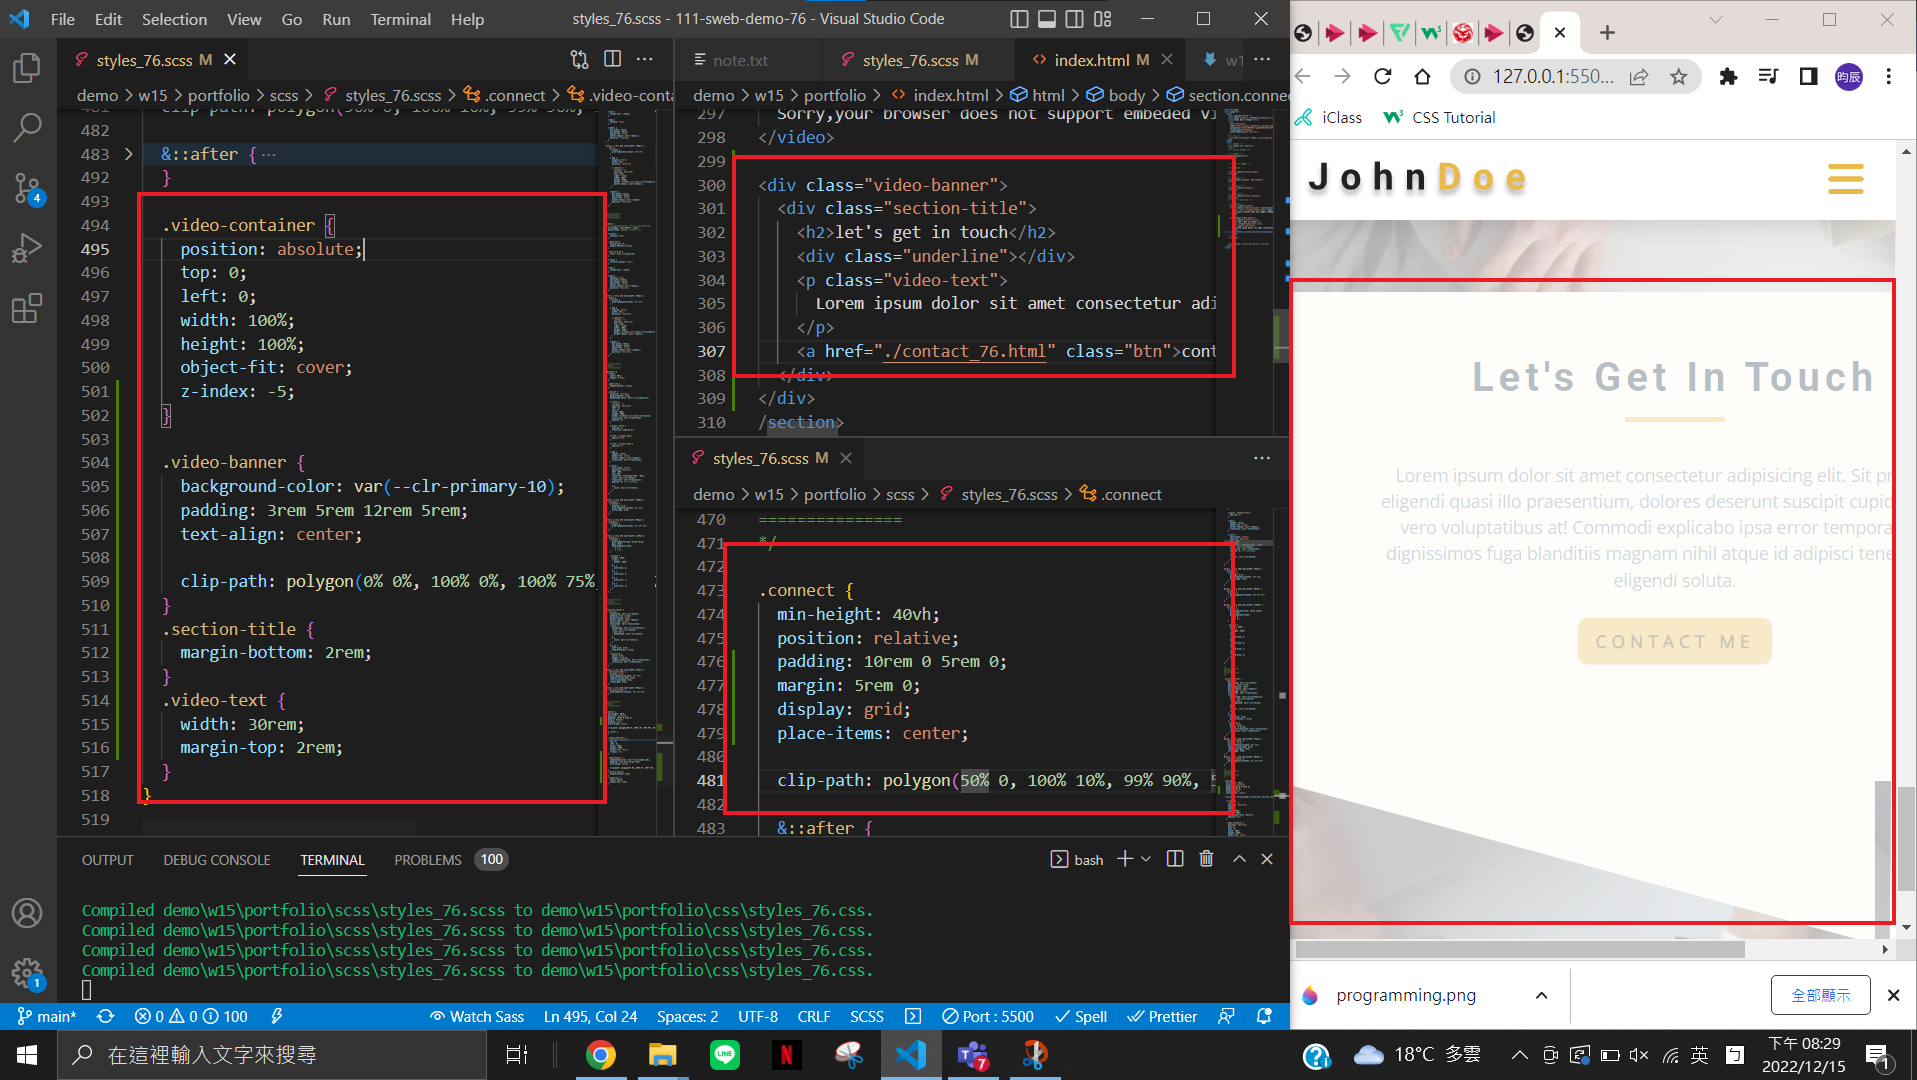 File Edit Selection View Go Run Terminal Help
styles_76.scss - 111-sweb-demo-76 - Visual Studio Code
styles_76.scss M
demo > w15 > portfolio > scss > styles_76.scss > .connect > .video-conta
482
483 &::after { ...
492 }
493
494 .video-container {
495 position: absolute;
496 top: 0;
497 left: 0;
498 width: 100%;
499 height: 100%;
500 object-fit: cover;
501 z-index: -5;
502 }
503
504 .video-banner {
505 background-color: var(--clr-primary-10);
506 padding: 3rem 5rem 12rem 5rem;
507 text-align: center;
508
509 clip-path: polygon(0% 0%, 100% 0%, 100% 75%
510 }
511 .section-title {
512 margin-bottom: 2rem;
513 }
514 .video-text {
515 width: 30rem;
516 margin-top: 2rem;
517 }
518 }
519
note.txt styles_76.scss M index.html M w1
demo > w15 > portfolio > index.html > html > body > section.connec
297 Sorry,your browser does not support embeded vi
298 </video>
299
300 <div class="video-banner">
301 <div class="section-title">
302 <h2>let's get in touch</h2>
303 <div class="underline"></div>
304 <p class="video-text">
305 Lorem ipsum dolor sit amet consectetur adi
306 </p>
307 <a href="./contact_76.html" class="btn">cont
308 </div>
309 </div>
310 /section>
styles_76.scss M
demo > w15 > portfolio > scss > styles_76.scss > .connect
470 ===============
471 */
472
473 .connect {
474 min-height: 40vh;
475 position: relative;
476 padding: 10rem 0 5rem 0;
477 margin: 5rem 0;
478 display: grid;
479 place-items: center;
480
481 clip-path: polygon(50% 0, 100% 10%, 99% 90%,
482
483 &::after {
OUTPUT DEBUG CONSOLE TERMINAL PROBLEMS 100
bash
Compiled demo\w15\portfolio\scss\styles_76.scss to demo\w15\portfolio\css\styles_76.css.
Compiled demo\w15\portfolio\scss\styles_76.scss to demo\w15\portfolio\css\styles_76.css.
Compiled demo\w15\portfolio\scss\styles_76.scss to demo\w15\portfolio\css\styles_76.css.
Compiled demo\w15\portfolio\scss\styles_76.scss to demo\w15\portfolio\css\styles_76.css.
4
1
main* 0 0 100 Watch Sass Ln 495, Col 24 Spaces: 2 UTF-8 CRLF SCSS Port : 5500 Spell Prettier
127.0.0.1:550...
昀辰
iClass CSS Tutorial
JohnDoe
Let's Get In Touch
Lorem ipsum dolor sit amet consectetur adipisicing elit. Sit pr
eligendi quasi illo praesentium, dolores deserunt suscipit cupid
vero voluptatibus at! Commodi explicabo ipsa error tempora
dignissimos fuga blanditiis magnam nihil atque id adipisci tene
eligendi soluta.
CONTACT ME
programming.png
全部顯示
在這裡輸入文字來搜尋
LINE
N
7
18°C 多雲
英
下午 08:29
2022/12/15
1